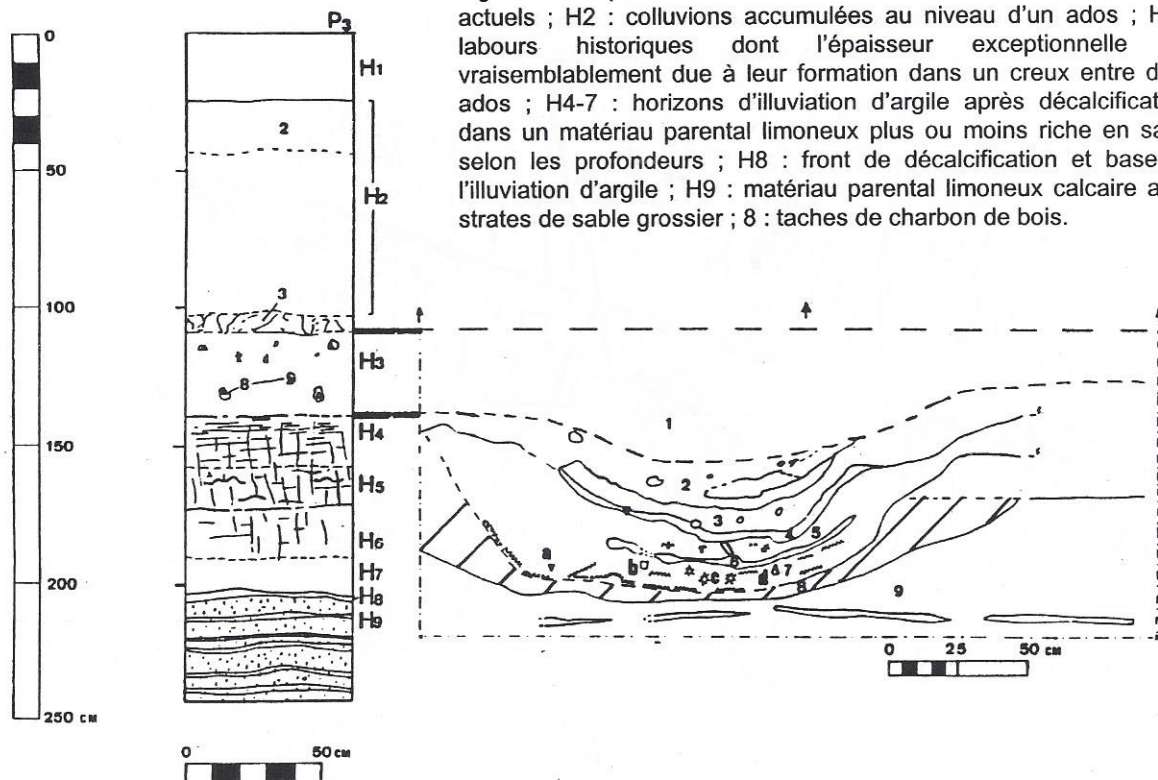 actuels ; H2 : colluvions accumulées au niveau d'un ados ; H
labours historiques dont l'épaisseur exceptionnelle
vraisemblablement due à leur formation dans un creux entre d
ados ; H4-7 : horizons d'illuviation d'argile après décalcificat
dans un matériau parental limoneux plus ou moins riche en sa
selon les profondeurs ; H8 : front de décalcification et base
l'illuviation d'argile ; H9 : matériau parental limoneux calcaire a
strates de sable grossier ; 8 : taches de charbon de bois.
P3
0
50
100
150
200
250 CM
H1
2
H2
3
H3
8 9
H4
H5
H6
H7
H8
H9
0 50 CM
1
2
3
4
5
6
a
b
c
d
7
8
9
0 25 50 CM